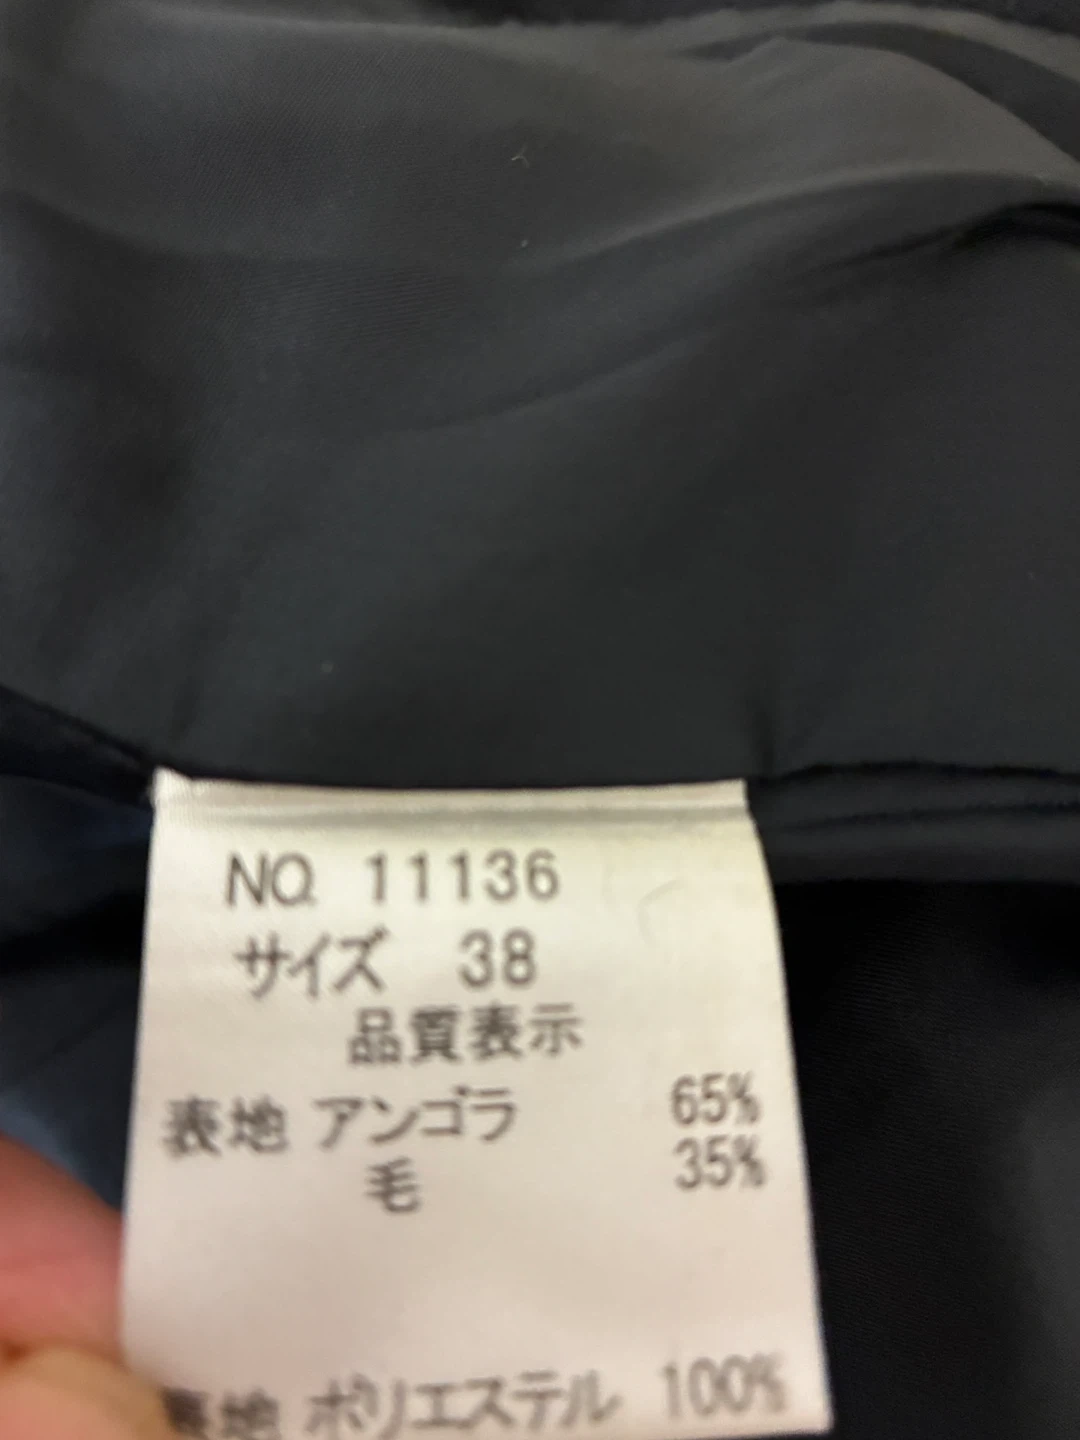 NO. 11136
サイズ 38
品質表示
表地 アンゴラ 65%
毛 35%
地 ポリエステル 100%